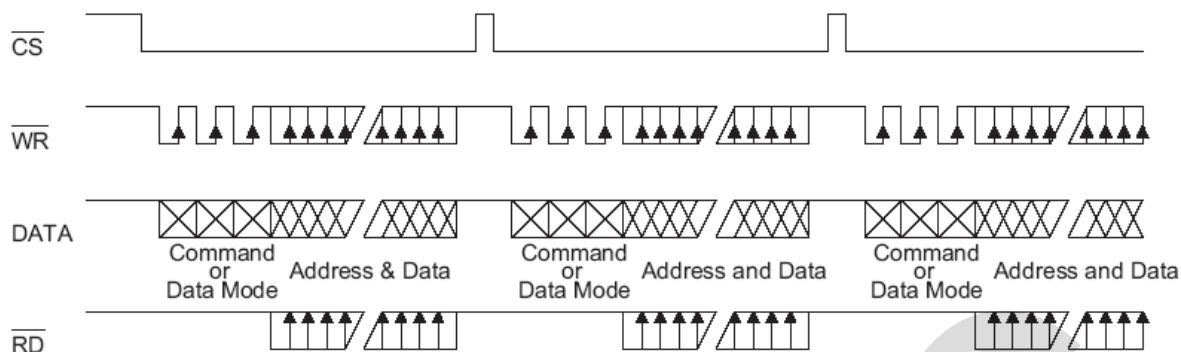 CS
WR
DATA
Command
or
Data Mode
Address & Data
Command
or
Data Mode
Address and Data
Command
or
Data Mode
Address and Data
RD